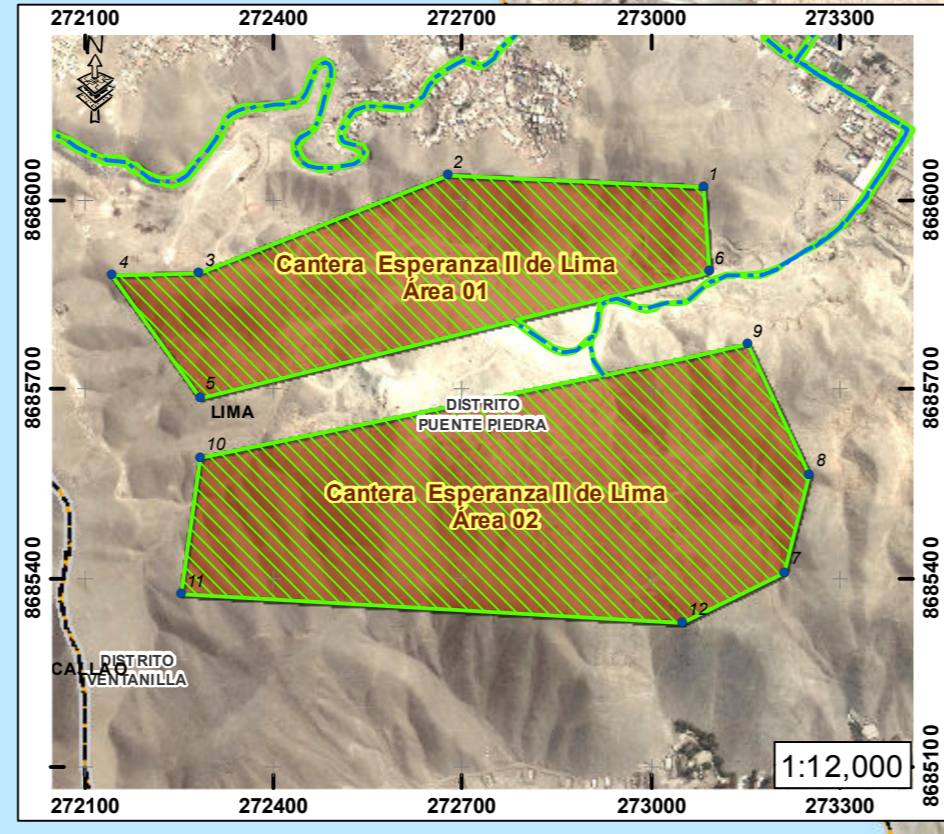 272100 272400 272700 273000 273300
N
8686000 8686000
8685700 8685700
8685400 8685400
8685100
2
1
4
3
Cantera Esperanza II de Lima
Área 01
6
9
5
LIMA
DISTRITO
PUENTE PIEDRA
10
8
Cantera Esperanza II de Lima
Área 02
7
11
12
CALLAO
DISTRITO
VENTANILLA
1:12,000
272100 272400 272700 273000 273300